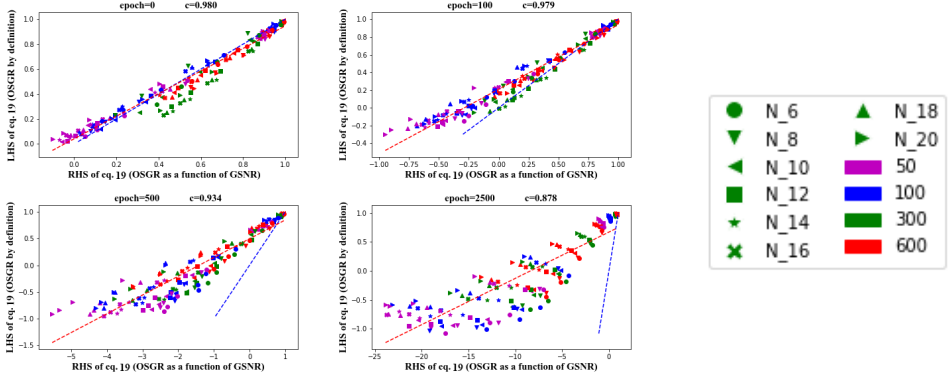 epoch=0 c=0.980
LHS of eq. 19 (OSGR by definition)
1.0
0.8
0.6
0.4
0.2
0.0
0.0 0.2 0.4 0.6 0.8 1.0
RHS of eq. 19 (OSGR as a function of GSNR)
epoch=100 c=0.979
LHS of eq. 19 (OSGR by definition)
1.0
0.8
0.6
0.4
0.2
0.0
−0.2
−0.4
−1.00 −0.75 −0.50 −0.25 0.00 0.25 0.50 0.75 1.00
RHS of eq. 19 (OSGR as a function of GSNR)
epoch=500 c=0.934
LHS of eq. 19 (OSGR by definition)
1.0
0.5
0.0
−0.5
−1.0
−1.5
−5 −4 −3 −2 −1 0 1
RHS of eq. 19 (OSGR as a function of GSNR)
epoch=2500 c=0.878
LHS of eq. 19 (OSGR by definition)
1.0
0.5
0.0
−0.5
−1.0
−25 −20 −15 −10 −5 0
RHS of eq. 19 (OSGR as a function of GSNR)
N_6 N_18
N_8 N_20
N_10 50
N_12 100
N_14 300
N_16 600